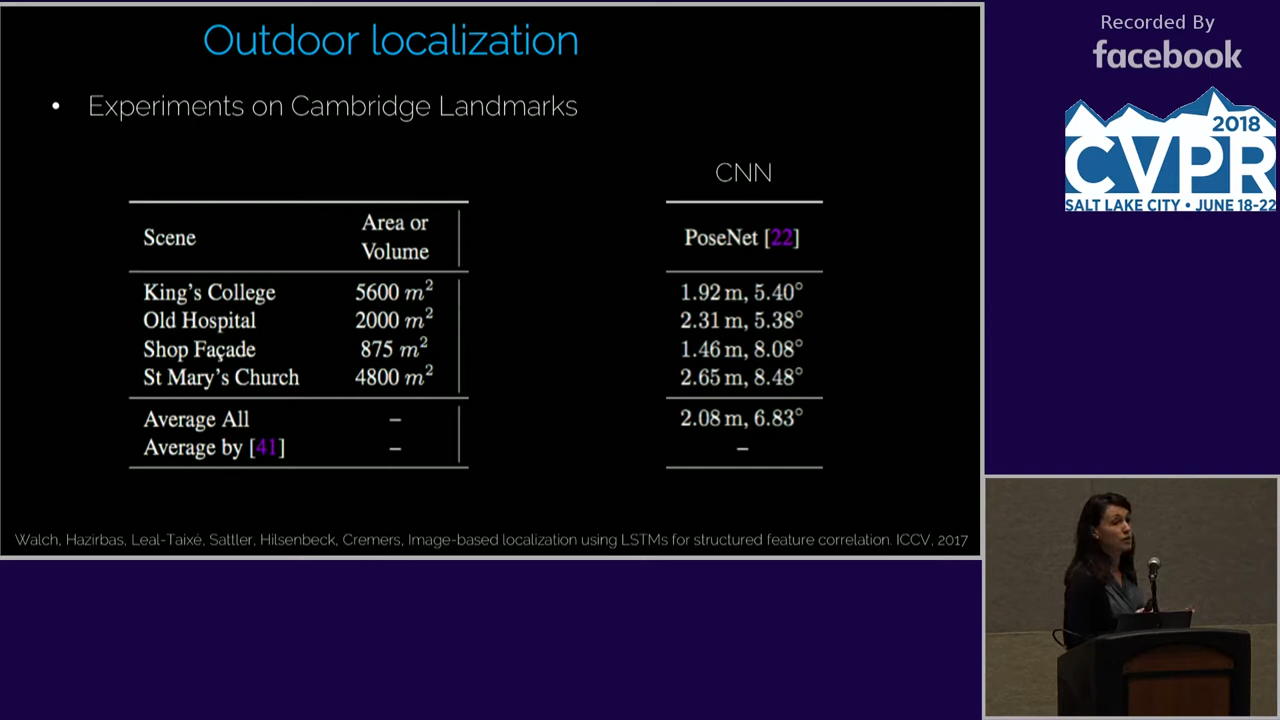 Outdoor localization
• Experiments on Cambridge Landmarks
CNN
Scene Area or Volume PoseNet [22]
King's College 5600 m² 1.92 m, 5.40°
Old Hospital 2000 m² 2.31 m, 5.38°
Shop Façade 875 m² 1.46 m, 8.08°
St Mary's Church 4800 m² 2.65 m, 8.48°
Average All – 2.08 m, 6.83°
Average by [41] – –
Walch, Hazirbas, Leal-Taixé, Sattler, Hilsenbeck, Cremers, Image-based localization using LSTMs for structured feature correlation. ICCV, 2017
Recorded By
facebook
2018
CVPR
SALT LAKE CITY • JUNE 18-22